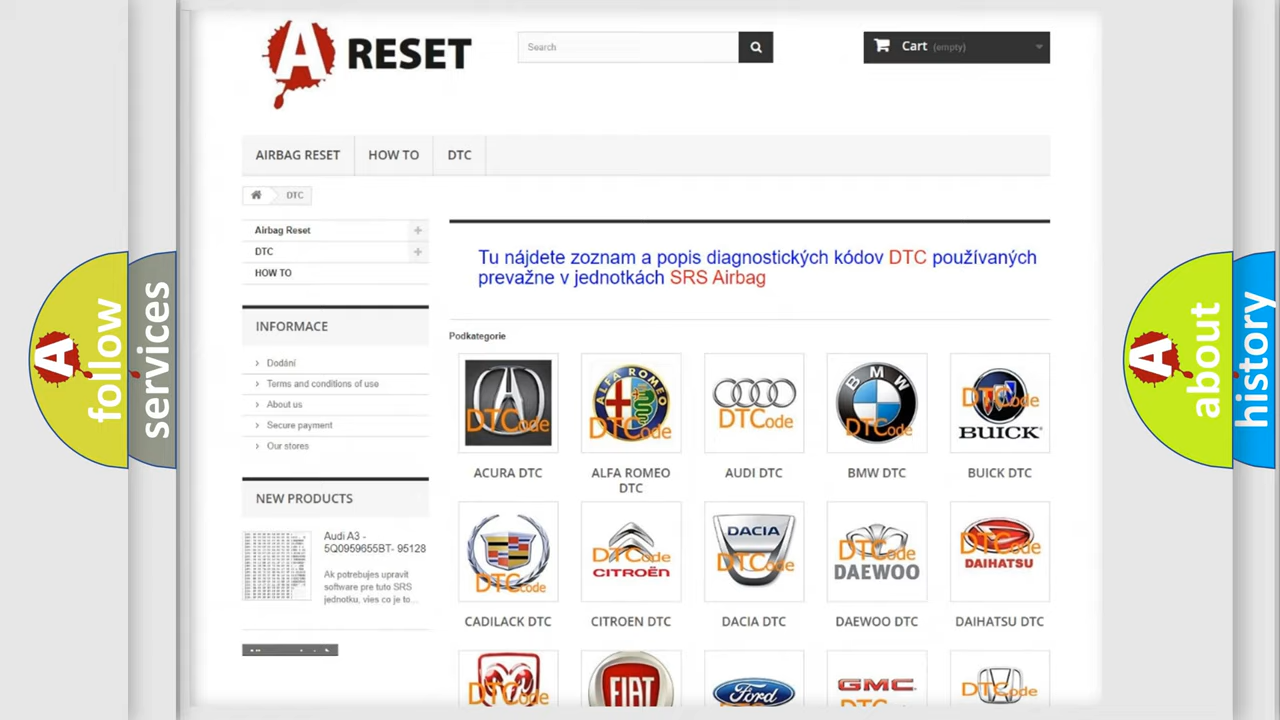 A RESET
Search
Cart (empty)
AIRBAG RESET
HOW TO
DTC
DTC
Airbag Reset
DTC
HOW TO
Tu nájdete zoznam a popis diagnostických kódov DTC používaných
prevažne v jednotkách SRS Airbag
INFORMACE
Dodání
Terms and conditions of use
About us
Secure payment
Our stores
Podkategorie
DTCode
ACURA DTC
ALFA ROMEO
DTCode
ALFA ROMEO
DTC
DTCode
AUDI DTC
BMW
DTCode
BMW DTC
DTCode
BUICK
BUICK DTC
NEW PRODUCTS
Audi A3 -
5Q0959655BT- 95128
Ak potrebujes upravit
software pre tuto SRS
jednotku, vies co je to...
DTCode
CADILACK DTC
DTCode
CITROËN
CITROEN DTC
DACIA
DTCode
DACIA DTC
DTCode
DAEWOO
DAEWOO DTC
DTCode
DAIHATSU
DAIHATSU DTC
DTCode
FIAT
Ford
GMC
DTCode
A follow
services
A about
history